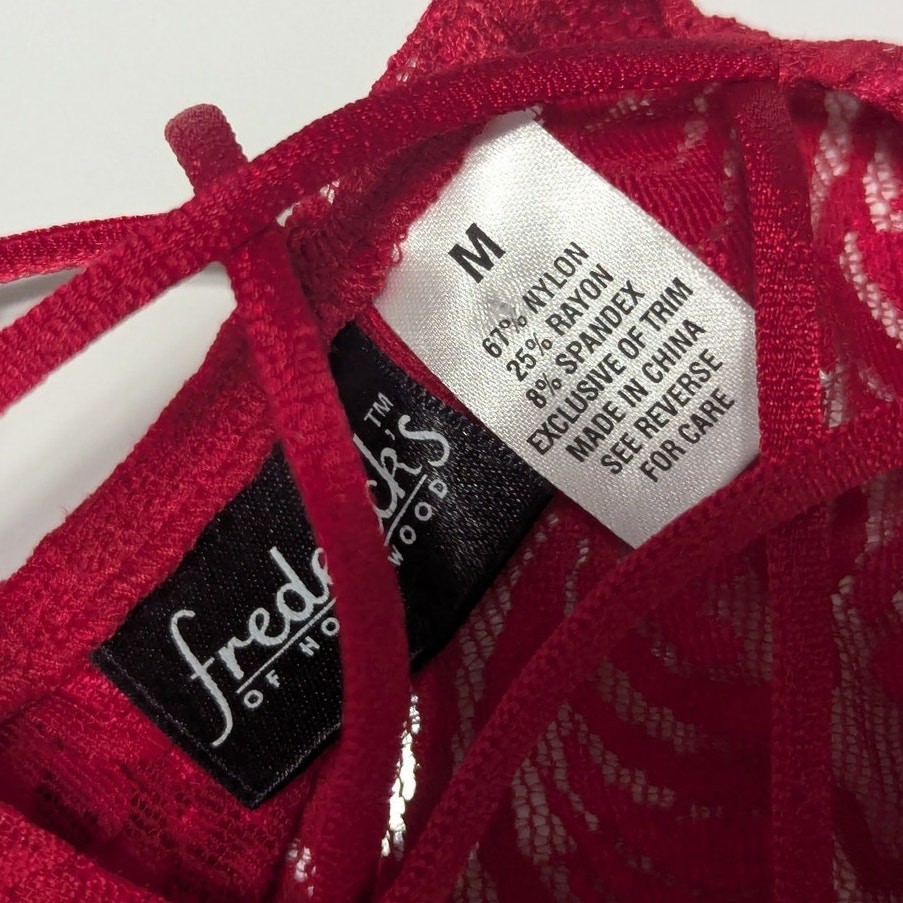 M
67% NYLON
25% RAYON
8% SPANDEX
EXCLUSIVE OF TRIM
MADE IN CHINA
SEE REVERSE
FOR CARE
TM